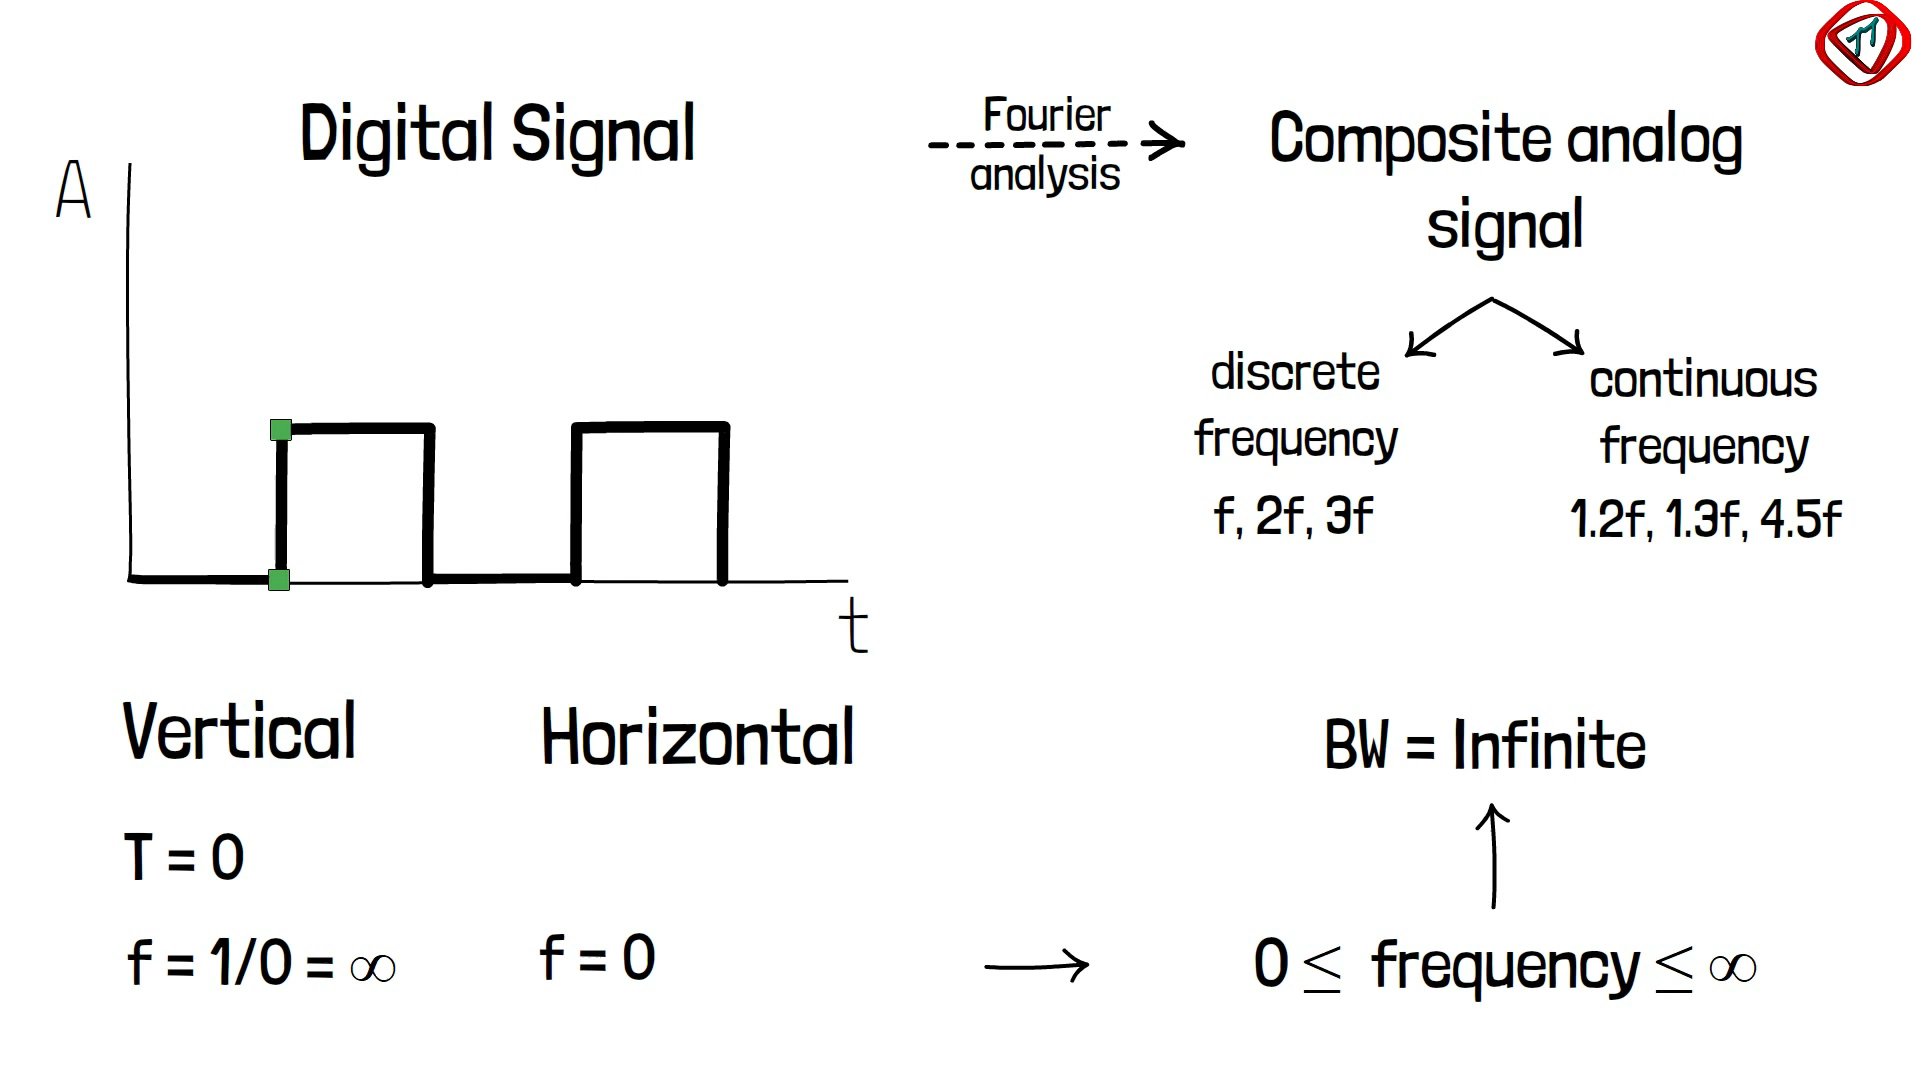 Digital Signal
A
t
Fourier
analysis
Composite analog
signal
discrete
frequency
f, 2f, 3f
continuous
frequency
1.2f, 1.3f, 4.5f
Vertical
T = 0
f = 1/0 = ∞
Horizontal
f = 0
BW = Infinite
0 ≤ frequency ≤ ∞